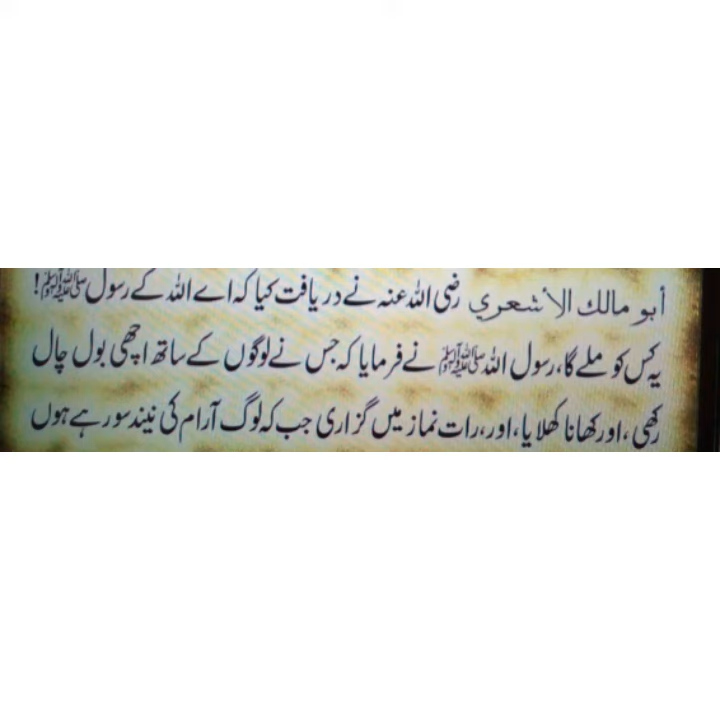 أبو مالك الأشعري رضی اللہ عنہ نے دریافت کیا کہ اے اللہ کے رسول ﷺ!
یہ کس کو ملے گا، رسول اللہ ﷺ نے فرمایا کہ جس نے لوگوں کے ساتھ اچھی بول چال
رکھی، اور کھانا کھلایا، اور، رات نماز میں گزاری جب کہ لوگ آرام کی نیند سو رہے ہوں